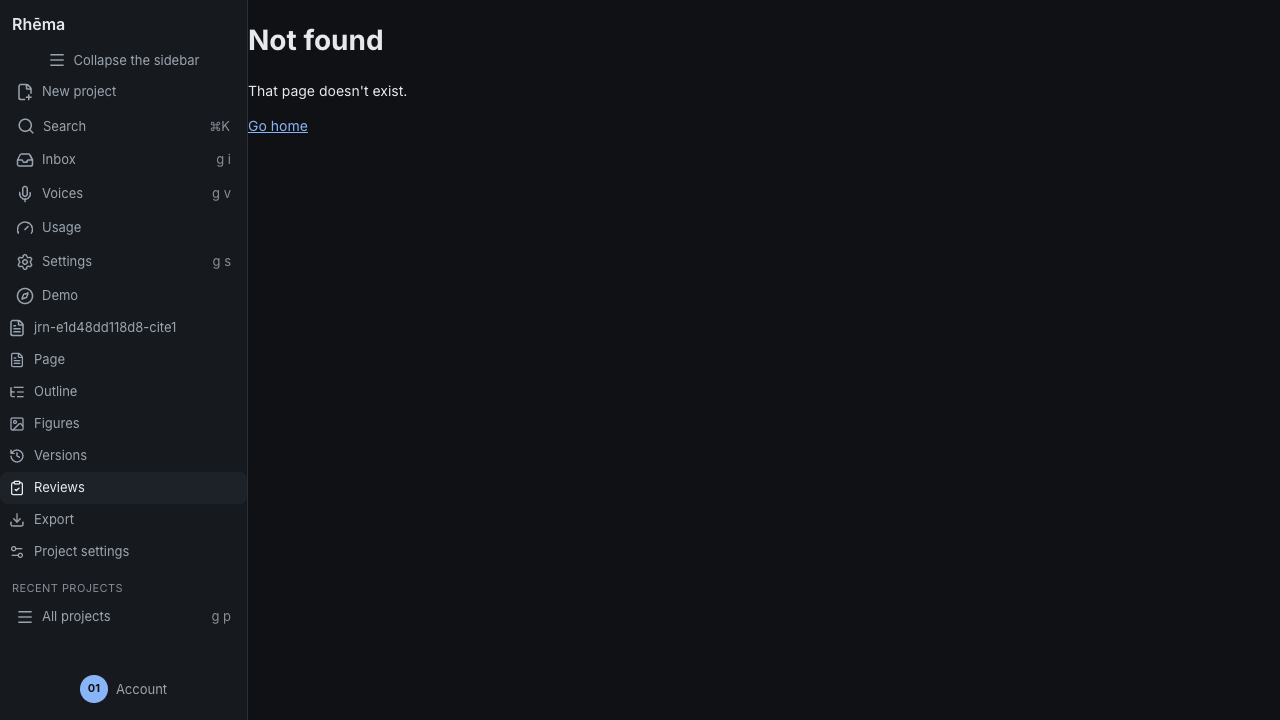 Rhēma
Collapse the sidebar
New project
Search ⌘K
Inbox g i
Voices g v
Usage
Settings g s
Demo
jrn-e1d48dd118d8-cite1
Page
Outline
Figures
Versions
Reviews
Export
Project settings
RECENT PROJECTS
All projects g p
01 Account
Not found
That page doesn't exist.
Go home